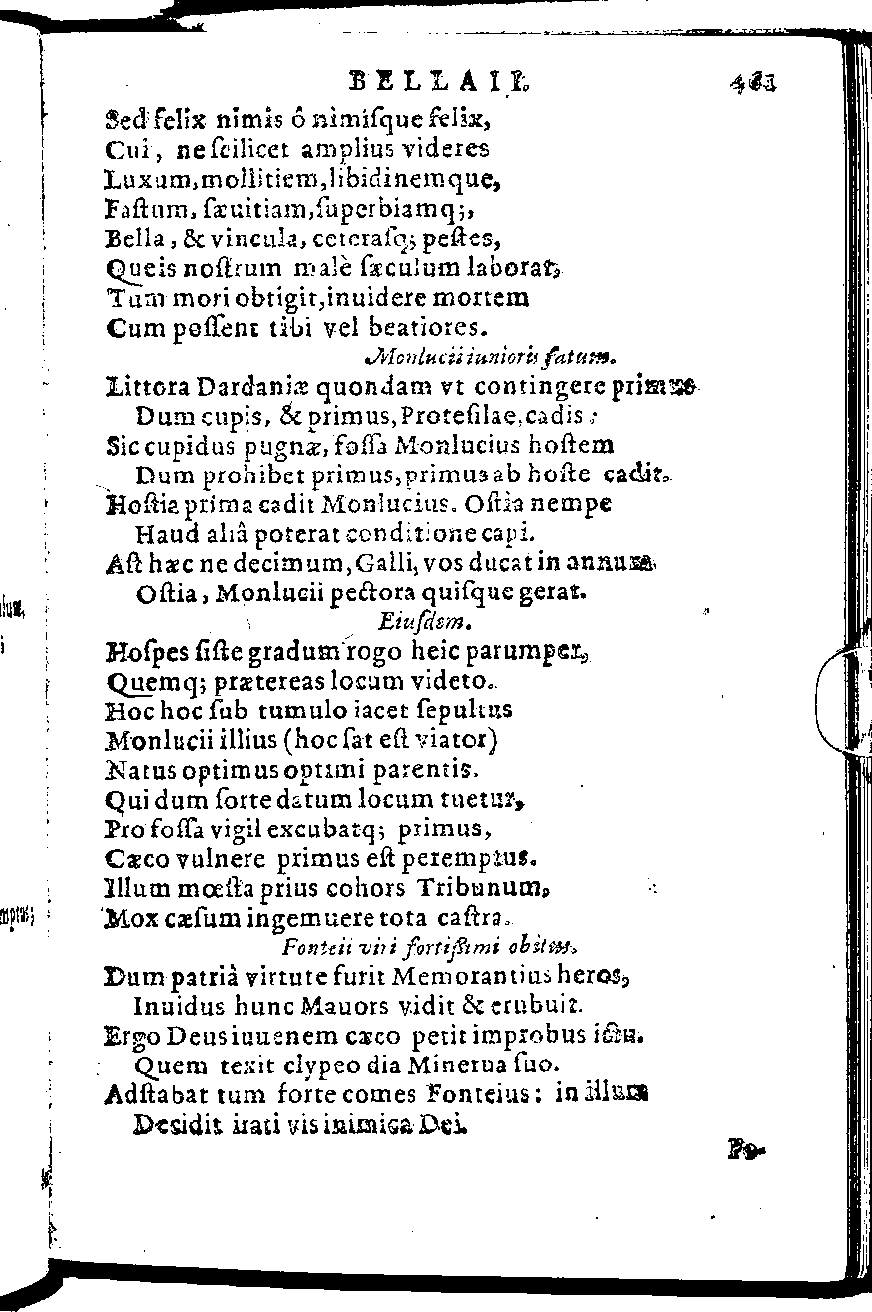 BELLAII. 461
Sed felix nimis ô nimiſque felix,
Cui, ne ſcilicet amplius videres
Luxum, mollitiem, libidinemque,
Faſtum, ſæuitiam, ſuperbiamq;,
Bella, & vincula, ceteraſq; peſtes,
Queis noſtrum malè ſæculum laborat,
Tum mori obtigit, inuidere mortem
Cum poſſent tibi vel beatiores.
Monlucii iunioris fatum.
Littora Dardaniæ quondam vt contingere primus
Dum cupis, & primus, Proteſilae, cadis:
Sic cupidus pugnæ, foſſa Monlucius hoſtem
Dum prohibet primus, primus ab hoſte cadit.
Hoſtia prima cadit Monlucius. Oſtia nempe
Haud aliâ poterat conditione capi.
Aſt hæc ne decimum, Galli, vos ducat in annum
Oſtia, Monlucii pectora quiſque gerat.
Eiuſdem.
Hoſpes ſiſte gradum rogo heic parumper,
Quemq; prætereas locum videto.
Hoc hoc ſub tumulo iacet ſepultus
Monlucii illius (hoc ſat eſt viator)
Natus optimus optimi parentis.
Qui dum ſorte datum locum tuetur,
Pro foſſa vigil excubatq; primus,
Cæco vulnere primus eſt peremptus.
Illum mœſta prius cohors Tribunum,
Mox cæſum ingemuere tota caſtra.
Fonteii viri fortiſſimi obitus.
Dum patriâ virtute furit Memorantius heros,
Inuidus hunc Mauors vidit & erubuit.
Ergo Deus iuuenem cæco petit improbus ictu.
Quem texit clypeo dia Minerua ſuo.
Adſtabat tum forte comes Fonteius: in illum
Decidit irati vis inimica Dei.
Po-